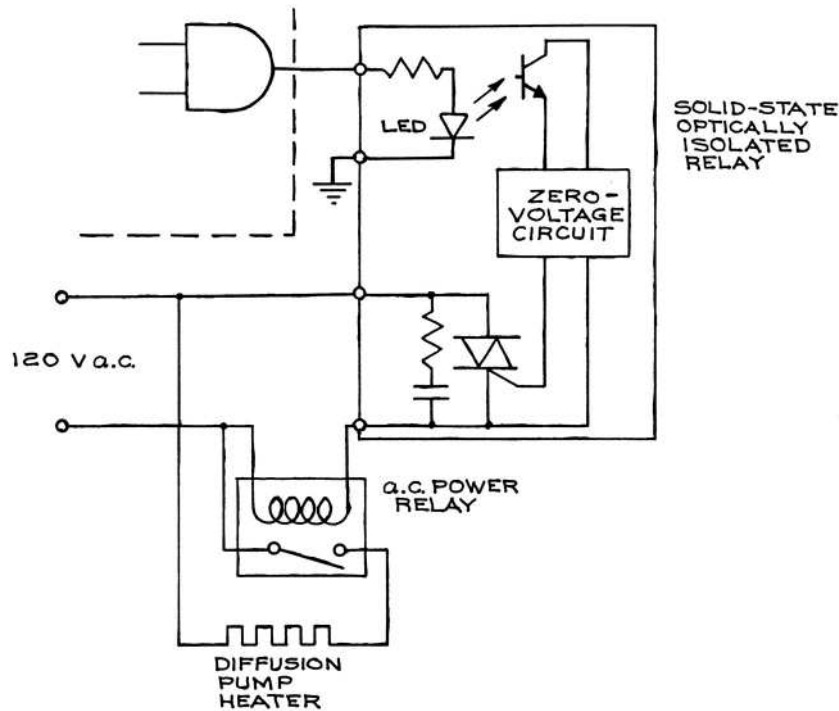 LED
SOLID-STATE
OPTICALLY
ISOLATED
RELAY
ZERO-
VOLTAGE
CIRCUIT
120 V a.c.
a.c. POWER
RELAY
DIFFUSION
PUMP
HEATER